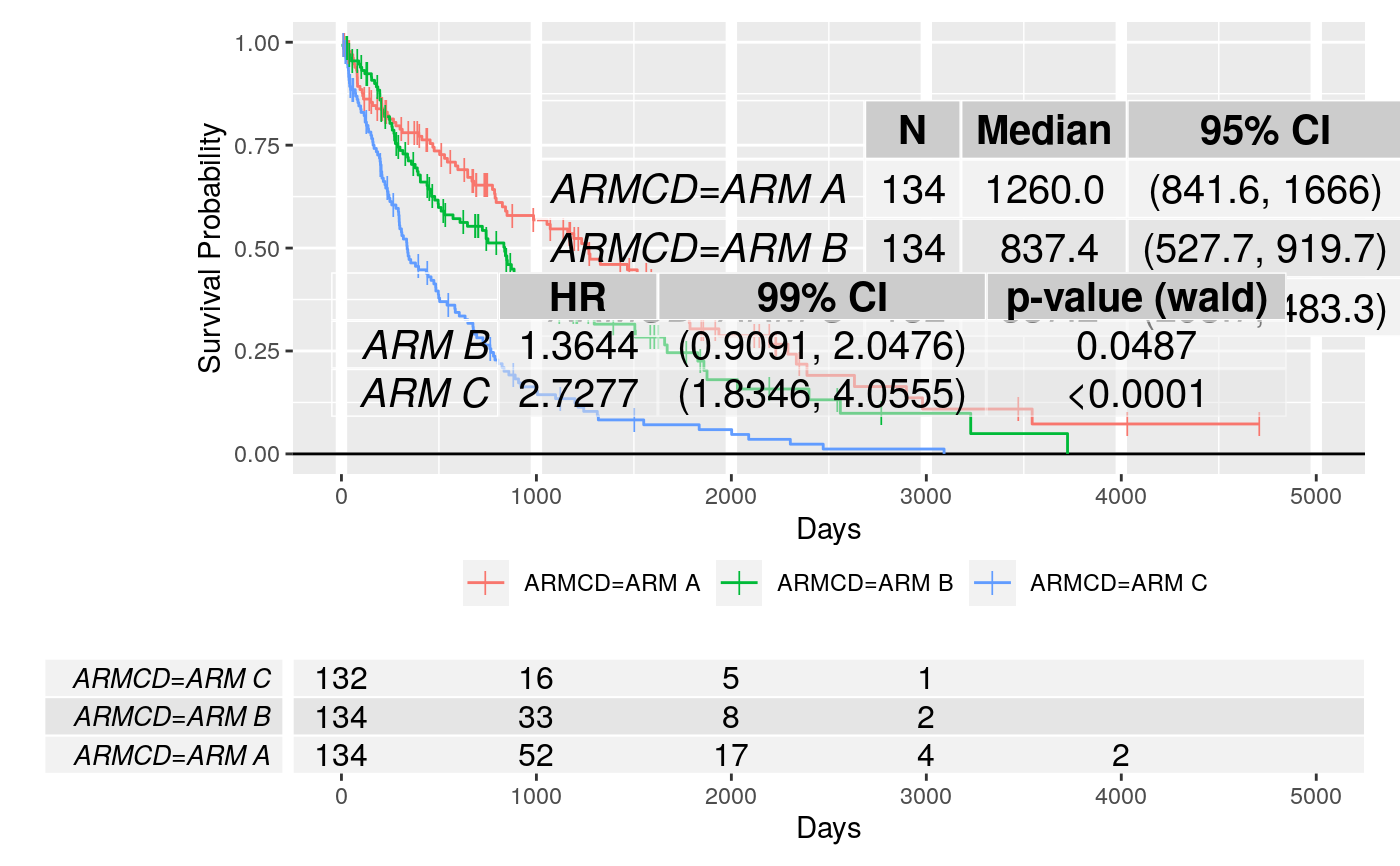 1.00
0.75
0.50
0.25
0.00
Survival Probability
N Median 95% CI
ARMCD=ARM A 134 1260.0 (841.6, 1666)
ARMCD=ARM B 134 837.4 (527.7, 919.7)
483.3)
HR 99% CI p-value (wald)
ARM B 1.3644 (0.9091, 2.0476) 0.0487
ARM C 2.7277 (1.8346, 4.0555) <0.0001
0 1000 2000 3000 4000 5000
Days
ARMCD=ARM A ARMCD=ARM B ARMCD=ARM C
ARMCD=ARM C 132 16 5 1
ARMCD=ARM B 134 33 8 2
ARMCD=ARM A 134 52 17 4 2
0 1000 2000 3000 4000 5000
Days